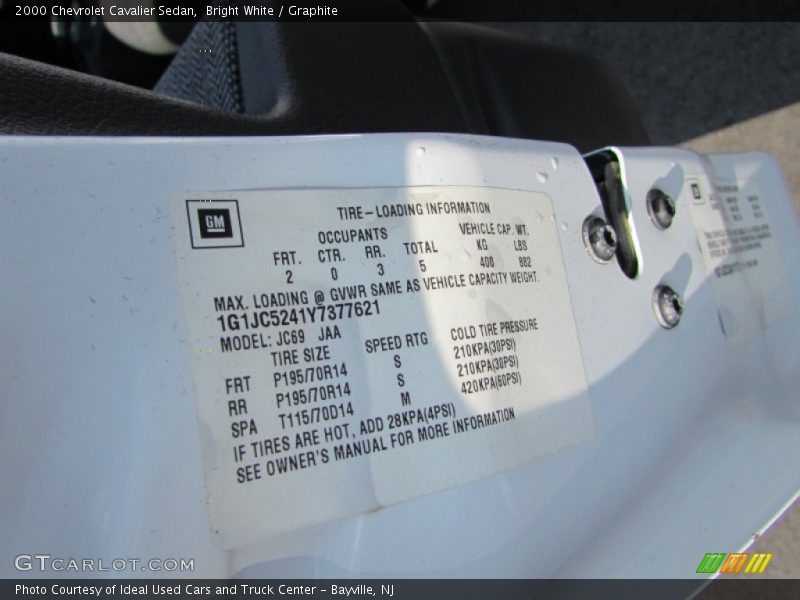 2000 Chevrolet Cavalier Sedan, Bright White / Graphite
GM
TIRE-LOADING INFORMATION
OCCUPANTS VEHICLE CAP. WT.
FRT. CTR. RR. TOTAL KG LBS
2 0 3 5 400 882
MAX. LOADING @ GVWR SAME AS VEHICLE CAPACITY WEIGHT.
1G1JC5241Y7377621
MODEL: JC69 JAA
TIRE SIZE SPEED RTG COLD TIRE PRESSURE
FRT P195/70R14 S 210KPA(30PSI)
RR P195/70R14 S 210KPA(30PSI)
SPA T115/70D14 M 420KPA(60PSI)
IF TIRES ARE HOT, ADD 28KPA(4PSI)
SEE OWNER'S MANUAL FOR MORE INFORMATION
GTCARLOT.COM
Photo Courtesy of Ideal Used Cars and Truck Center - Bayville, NJ